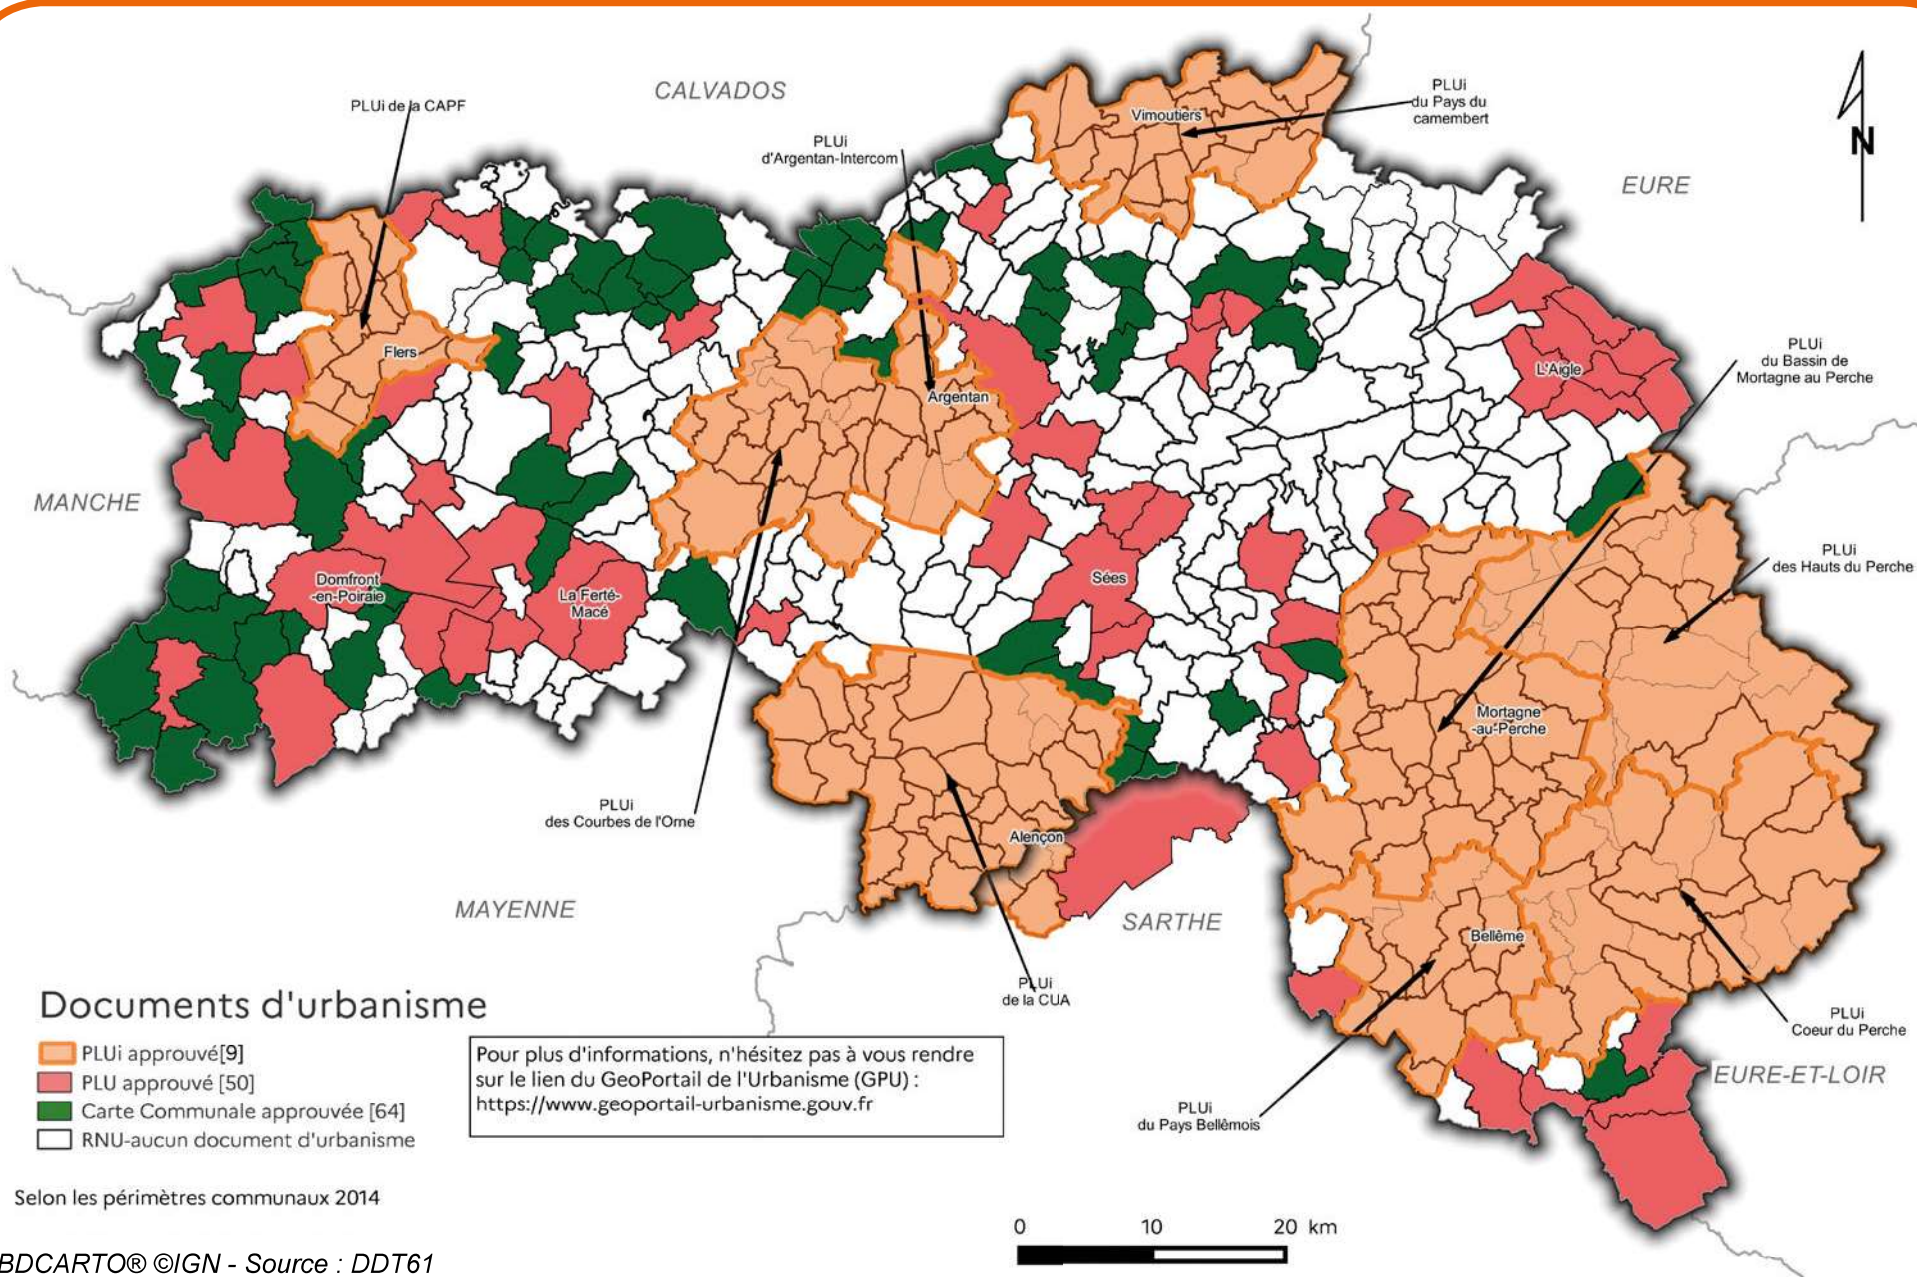 CALVADOS
PLUi de la CAPF
PLUi
d'Argentan-Intercom
Vimoutiers
PLUi
du Pays du
camembert
N
EURE
Flers
Argentan
L'Aigle
PLUi
du Bassin de
Mortagne au Perche
MANCHE
Domfront
-en-Poiraie
La Ferté-
Macé
Sées
PLUi
des Hauts du Perche
Mortagne
-au-Perche
PLUi
des Courbes de l'Orne
Alençon
MAYENNE
SARTHE
Bellême
PLUi
de la CUA
PLUi
Coeur du Perche
EURE-ET-LOIR
PLUi
du Pays Bellêmois
Documents d'urbanisme
PLUi approuvé[9]
PLU approuvé [50]
Carte Communale approuvée [64]
RNU-aucun document d'urbanisme
Pour plus d'informations, n'hésitez pas à vous rendre
sur le lien du GeoPortail de l'Urbanisme (GPU) :
https://www.geoportail-urbanisme.gouv.fr
Selon les périmètres communaux 2014
0 10 20 km
BDCARTO® ©IGN - Source : DDT61